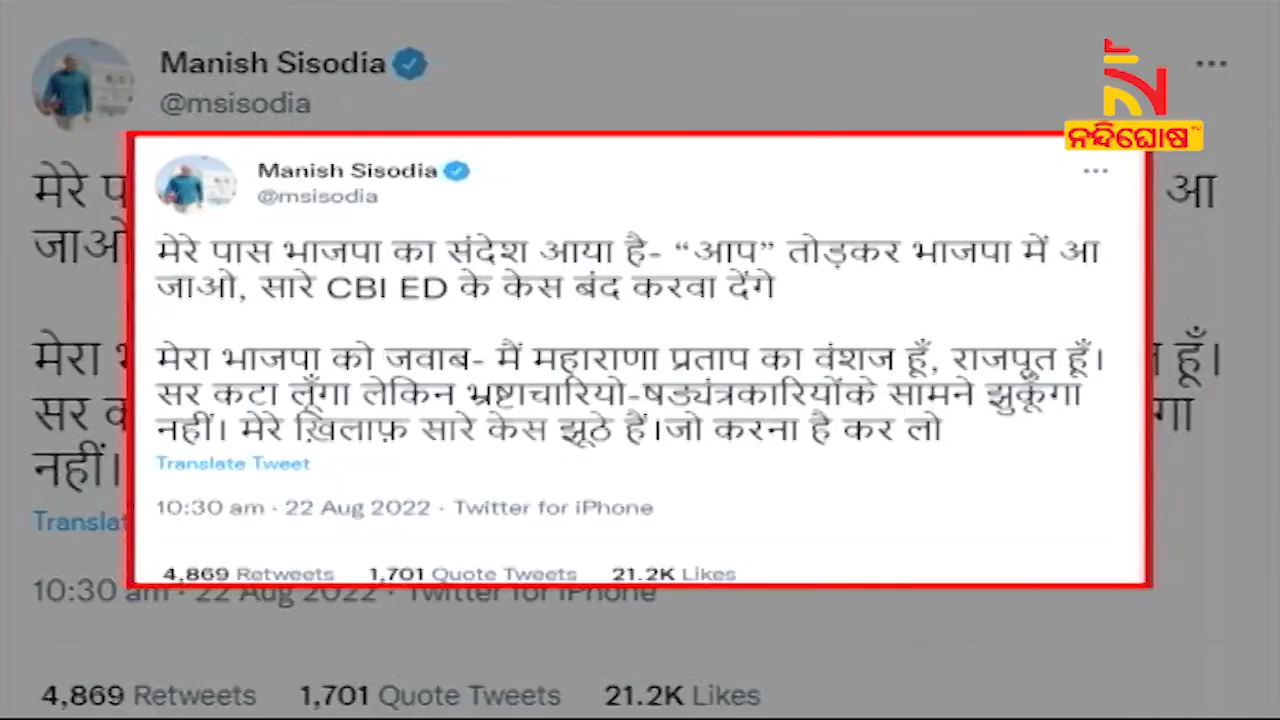 Manish Sisodia
@msisodia
नँ
ନନ୍ଦିଘୋଷ
मेरे प
आ
जाओ
मेरा
त हूँ।
सर क
गा
नहीं।
Translat
10:30 am · 22 Aug 2022 · Twitter for iPhone
4,869 Retweets 1,701 Quote Tweets 21.2K Likes
Manish Sisodia
@msisodia
मेरे पास भाजपा का संदेश आया है- “आप” तोड़कर भाजपा में आ
जाओ, सारे CBI ED के केस बंद करवा देंगे
मेरा भाजपा को जवाब- मैं महाराणा प्रताप का वंशज हूँ, राजपूत हूँ।
सर कटा लूँगा लेकिन भ्रष्टाचारियो-षड्यंत्रकारियोंके सामने झुकूँगा
नहीं। मेरे ख़िलाफ़ सारे केस झूठे हैं।जो करना है कर लो
Translate Tweet
10:30 am · 22 Aug 2022 · Twitter for iPhone
4,869 Retweets 1,701 Quote Tweets 21.2K Likes